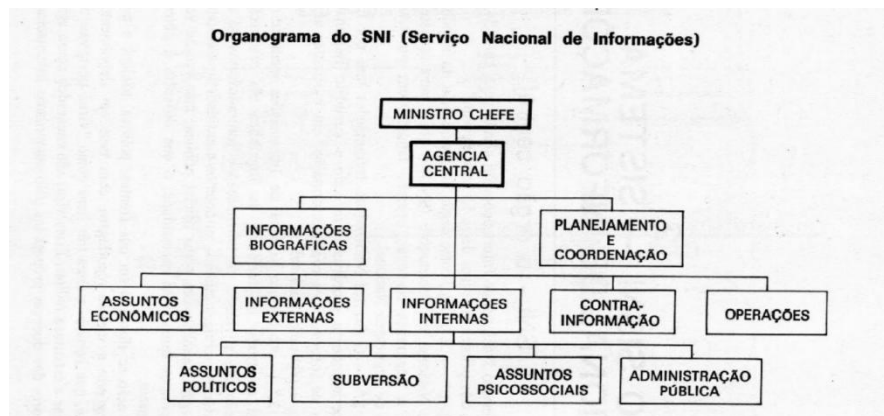 Organograma do SNI (Serviço Nacional de Informações)
MINISTRO CHEFE
AGÊNCIA
CENTRAL
INFORMAÇÕES
BIOGRÁFICAS
PLANEJAMENTO
E
COORDENAÇÃO
ASSUNTOS
ECONÔMICOS
INFORMAÇÕES
EXTERNAS
INFORMAÇÕES
INTERNAS
CONTRA-
INFORMAÇÃO
OPERAÇÕES
ASSUNTOS
POLÍTICOS
SUBVERSÃO
ASSUNTOS
PSICOSSOCIAIS
ADMINISTRAÇÃO
PÚBLICA